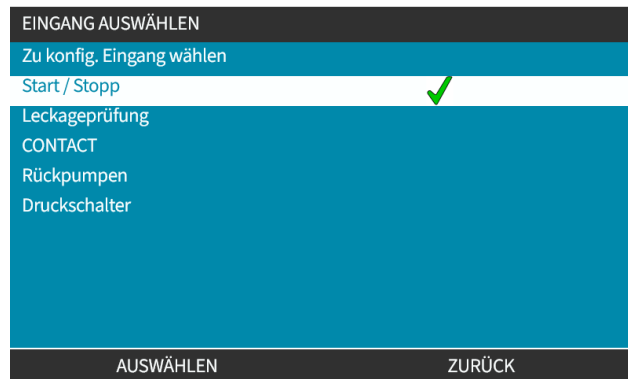 EINGANG AUSWÄHLEN
Zu konfig. Eingang wählen
Start / Stopp
Leckageprüfung
CONTACT
Rückpumpen
Druckschalter
AUSWÄHLEN ZURÜCK